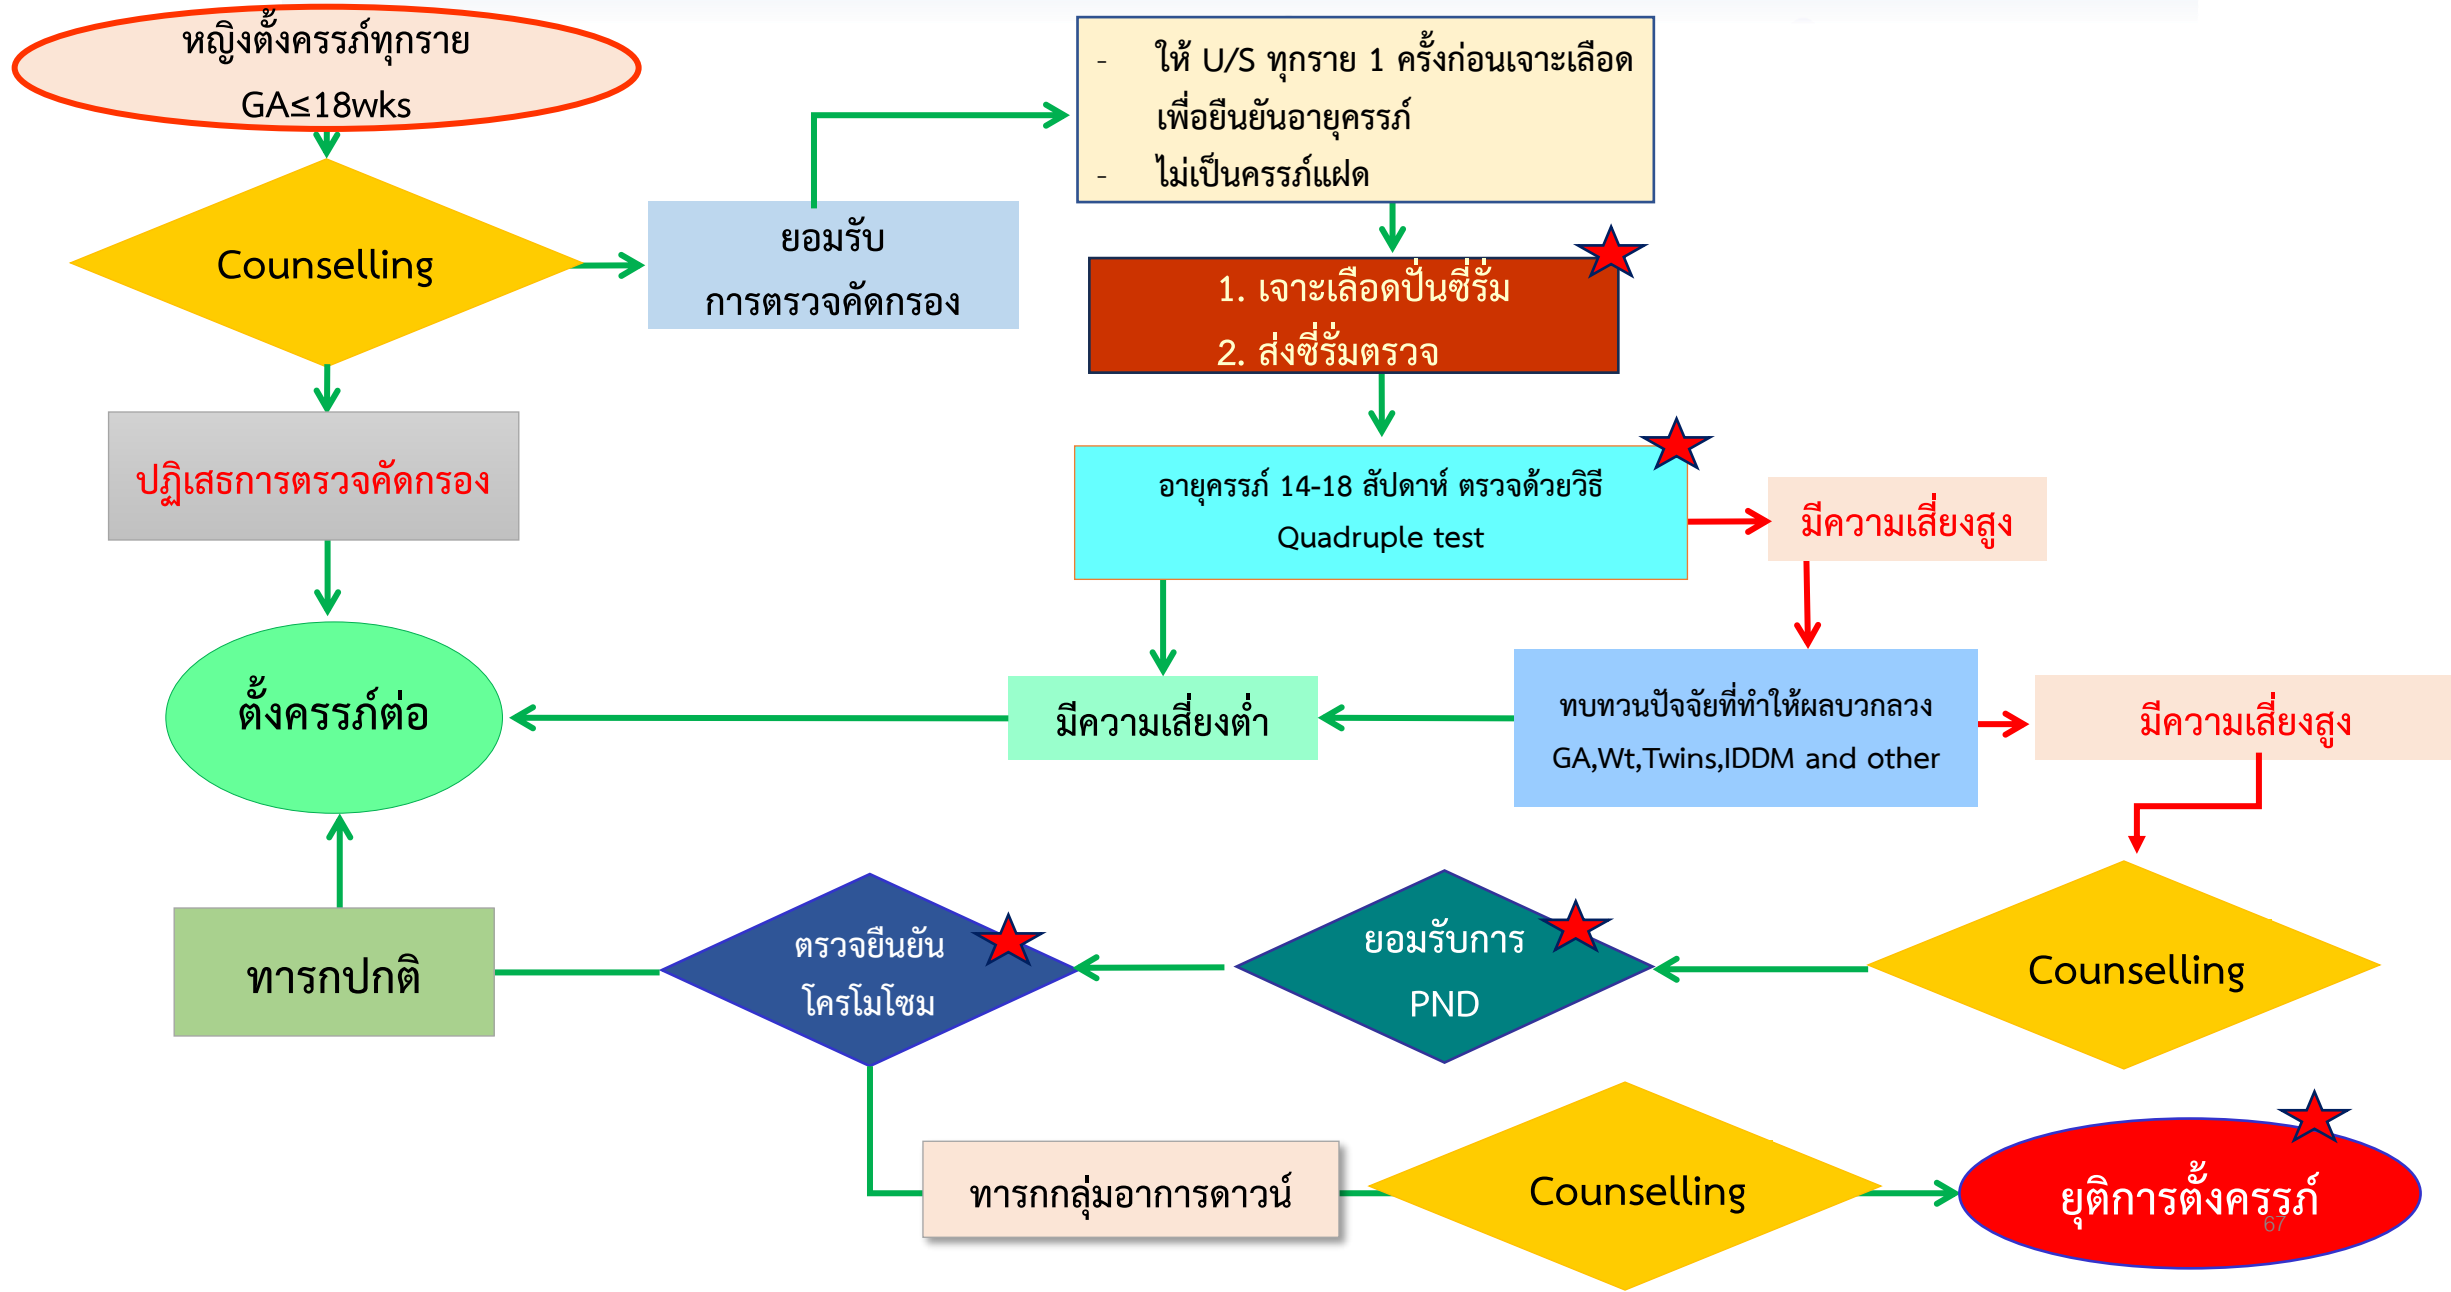 หญิงตั้งครรภ์ทุกราย
GA≤18wks
Counselling
ยอมรับ
การตรวจคัดกรอง
- ให้ U/S ทุกราย 1 ครั้งก่อนเจาะเลือด
เพื่อยืนยันอายุครรภ์
- ไม่เป็นครรภ์แฝด
1. เจาะเลือดปั่นซี่รั่ม
2. ส่งซี่รั่มตรวจ
ปฏิเสธการตรวจคัดกรอง
อายุครรภ์ 14-18 สัปดาห์ ตรวจด้วยวิธี
Quadruple test
มีความเสี่ยงสูง
ตั้งครรภ์ต่อ
มีความเสี่ยงต่ำ
ทบทวนปัจจัยที่ทำให้ผลบวกลวง
GA,Wt,Twins,IDDM and other
มีความเสี่ยงสูง
ทารกปกติ
ตรวจยืนยัน
โครโมโซม
ยอมรับการ
PND
Counselling
ทารกกลุ่มอาการดาวน์
Counselling
ยุติการตั้งครรภ์
67